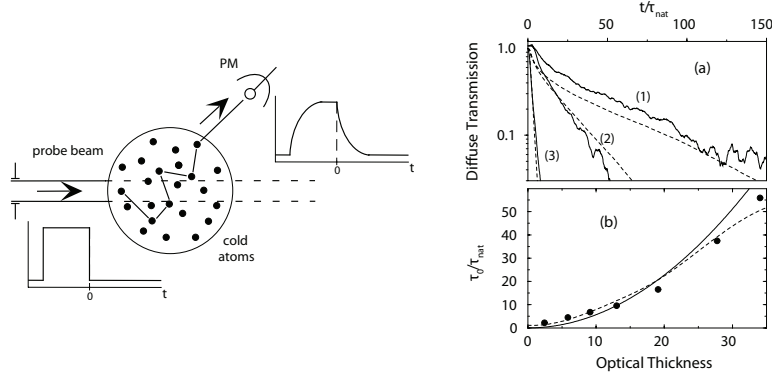 PM
probe beam
cold
atoms
t
0
t
0
t/τnat
0 50 100 150
1.0
0.1
Diffuse Transmission
(a)
(1)
(2)
(3)
(b)
τ0/τnat
50
40
30
20
10
0
0 10 20 30
Optical Thickness